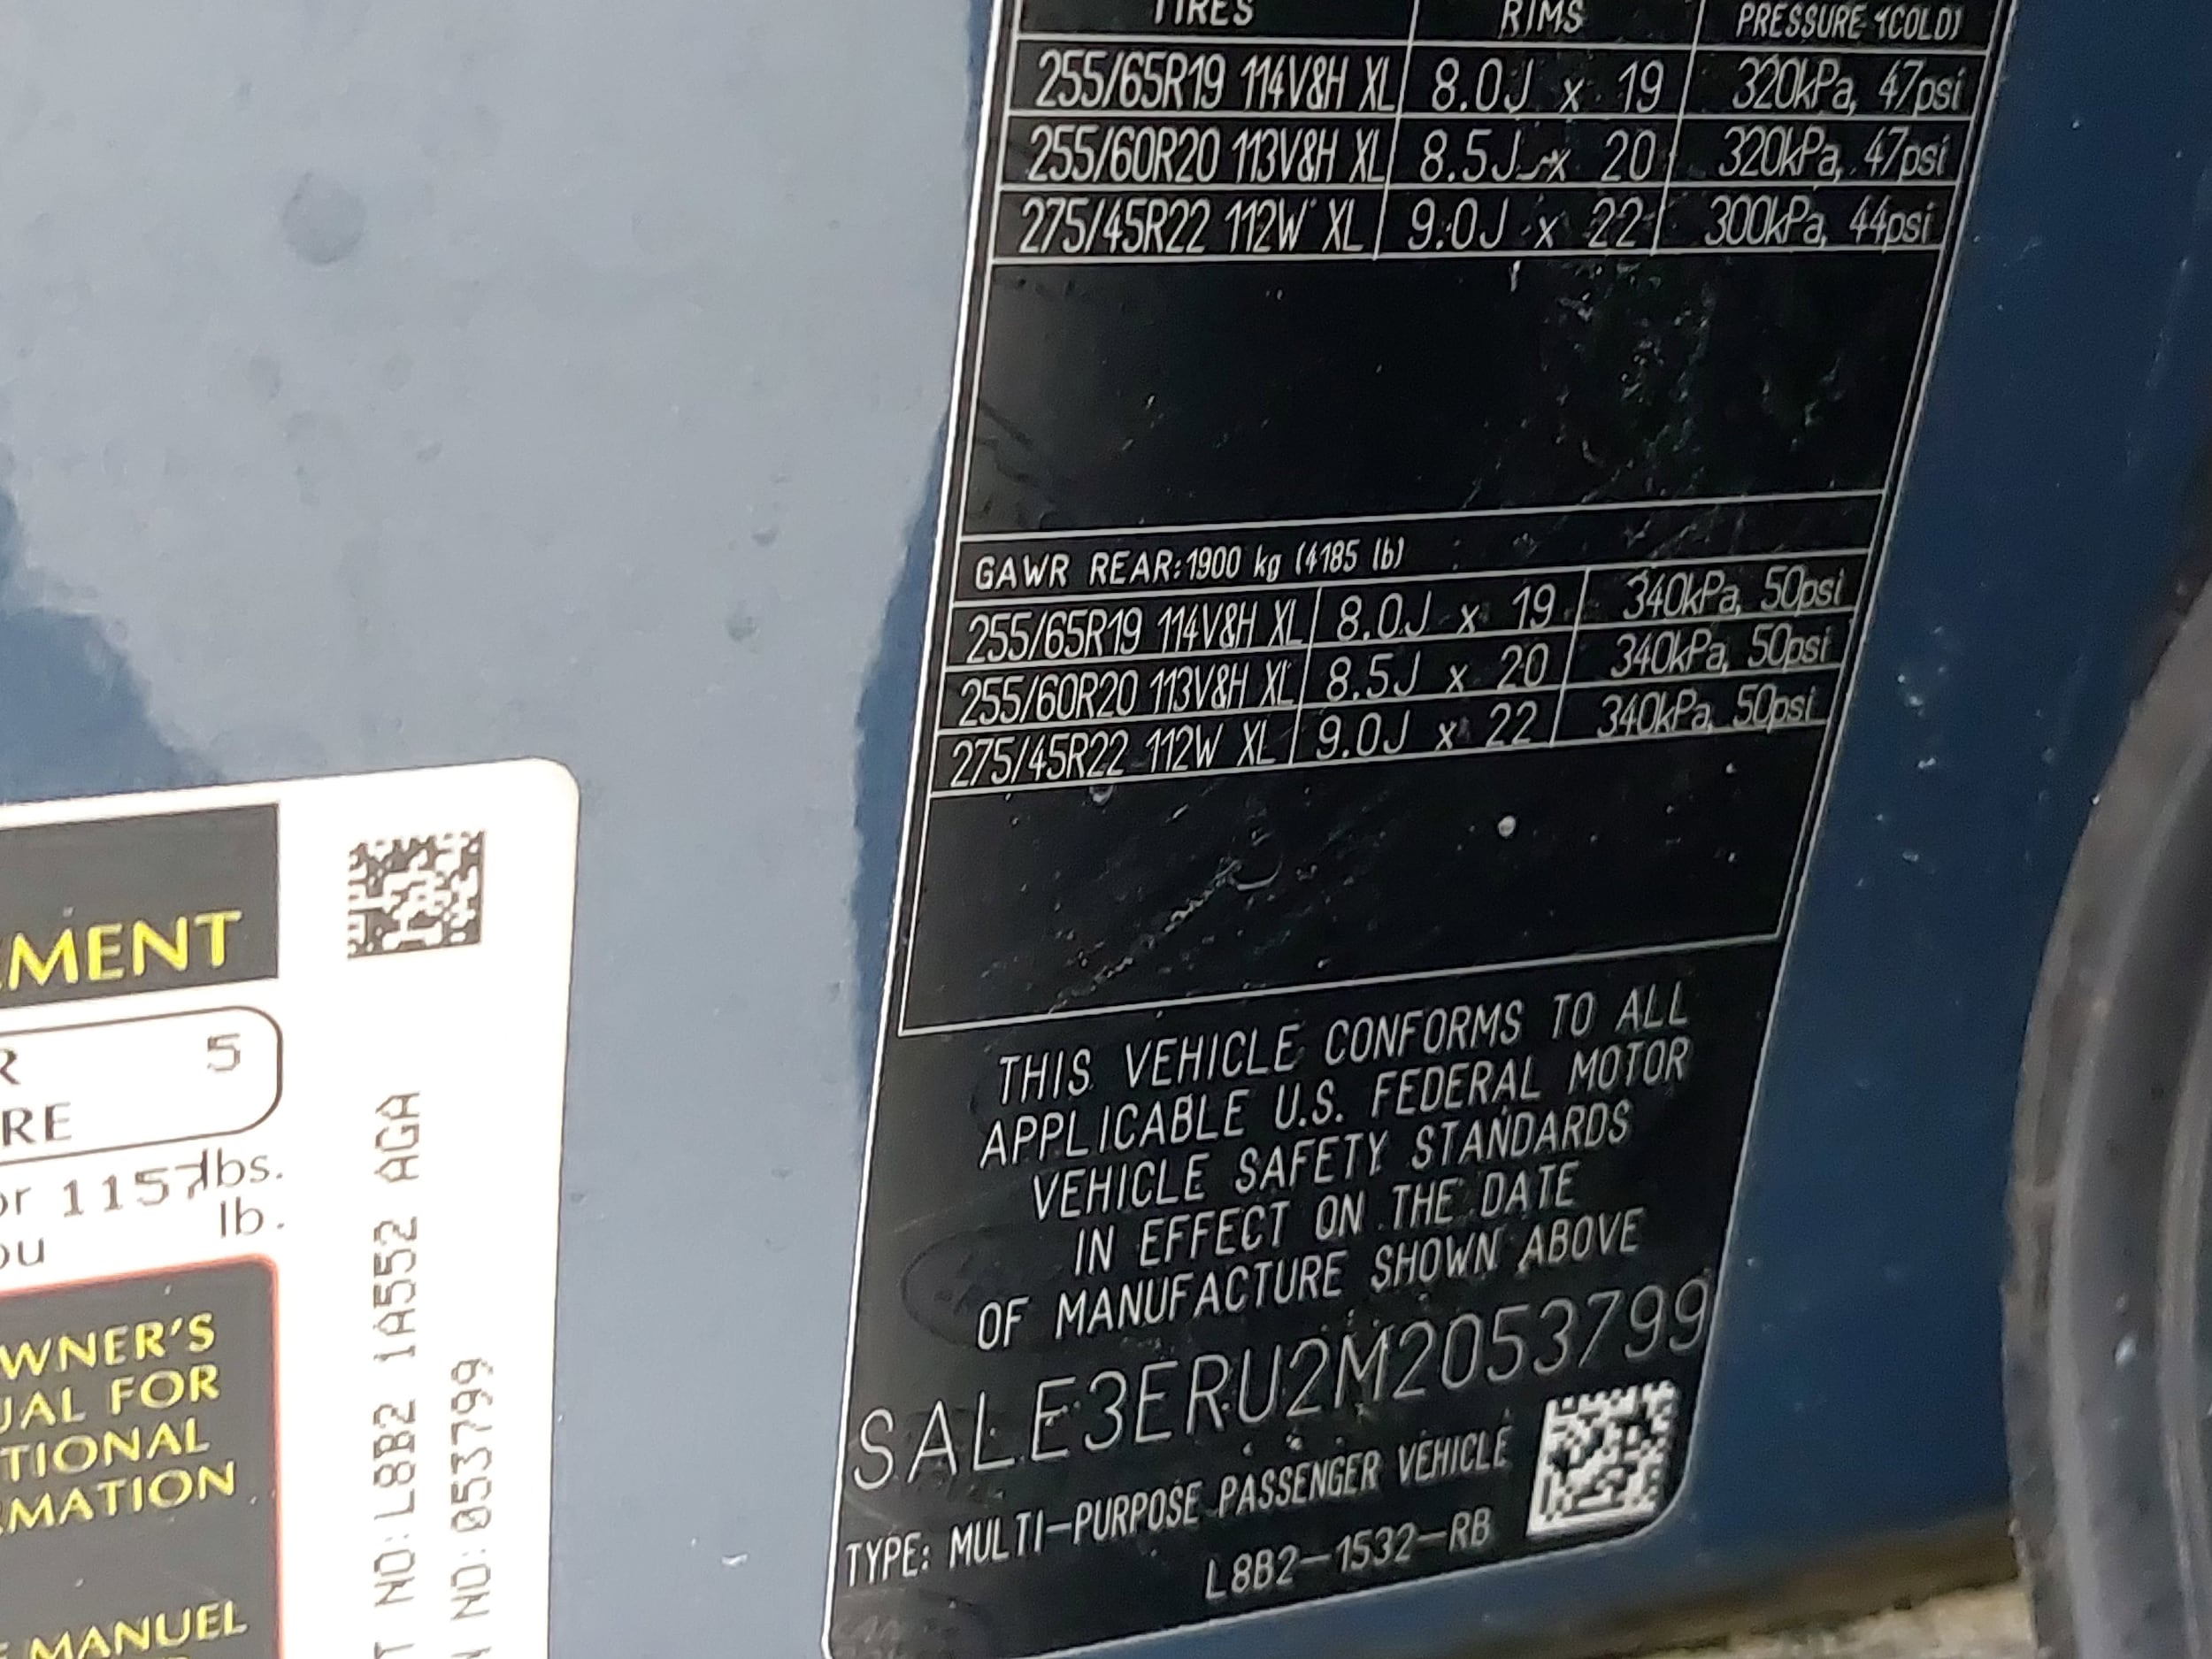 TIRES RIMS PRESSURE (COLD)
255/65R19 114V&H XL 8.0J x 19 320kPa, 47psi
255/60R20 113V&H XL 8.5J x 20 320kPa, 47psi
275/45R22 112W XL 9.0J x 22 300kPa, 44psi
GAWR REAR:1900 kg (4185 lb)
255/65R19 114V&H XL 8.0J x 19 340kPa, 50psi
255/60R20 113V&H XL 8.5J x 20 340kPa, 50psi
275/45R22 112W XL 9.0J x 22 340kPa, 50psi
THIS VEHICLE CONFORMS TO ALL
APPLICABLE U.S. FEDERAL MOTOR
VEHICLE SAFETY STANDARDS
IN EFFECT ON THE DATE
OF MANUFACTURE SHOWN ABOVE
SALE3ERU2M2053799
TYPE: MULTI-PURPOSE PASSENGER VEHICLE
L8B2-1532-RB
EMENT
R 5
RE
or 1157lbs.
lb.
ou
WNER'S
UAL FOR
TIONAL
RMATION
MANUEL
T NO:L8B2 1A552 AGA
N NO:053799